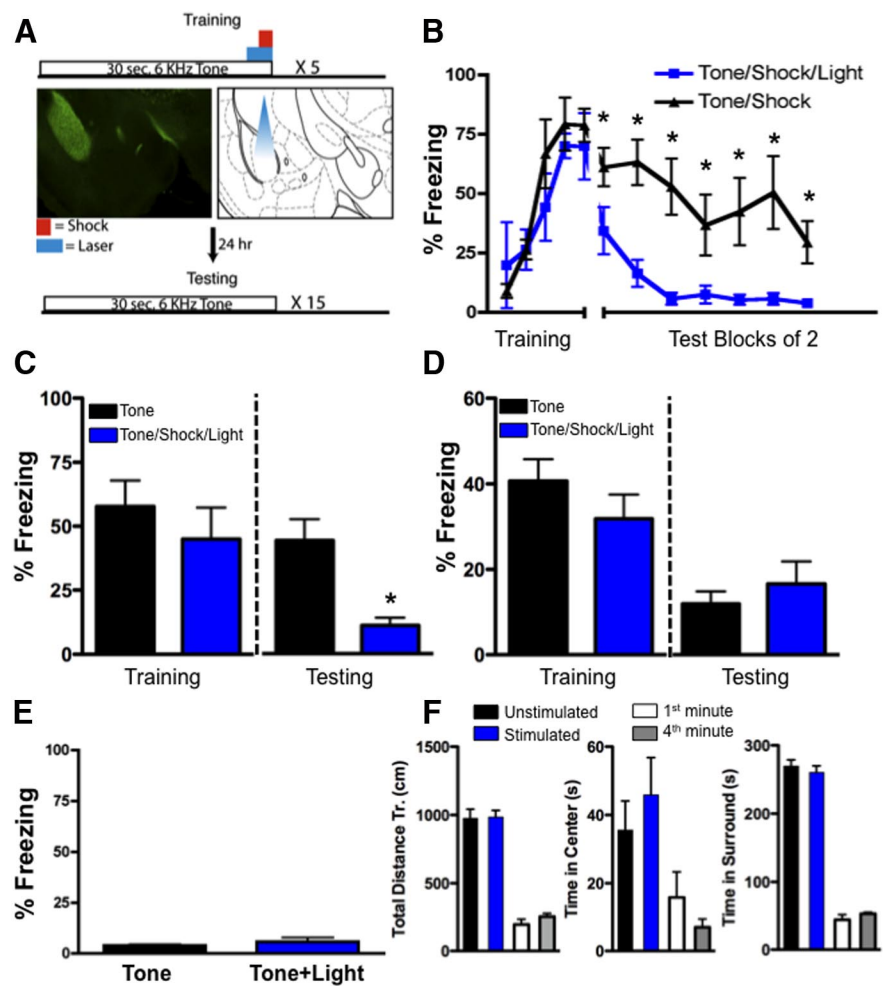 A
Training
30 sec, 6 KHz Tone
X 5
= Shock
= Laser
24 hr
Testing
30 sec, 6 KHz Tone
X 15
B
Tone/Shock/Light
Tone/Shock
100
75
50
25
0
% Freezing
* * * * * * *
Training
Test Blocks of 2
C
Tone
Tone/Shock/Light
100
75
50
25
0
% Freezing
*
Training
Testing
D
Tone
Tone/Shock/Light
60
40
20
0
% Freezing
Training
Testing
E
100
75
50
25
0
% Freezing
Tone
Tone+Light
F
Unstimulated
Stimulated
1st minute
4th minute
1500
1000
500
0
Total Distance Tr. (cm)
60
40
20
0
Time in Center (s)
300
200
100
0
Time in Surround (s)